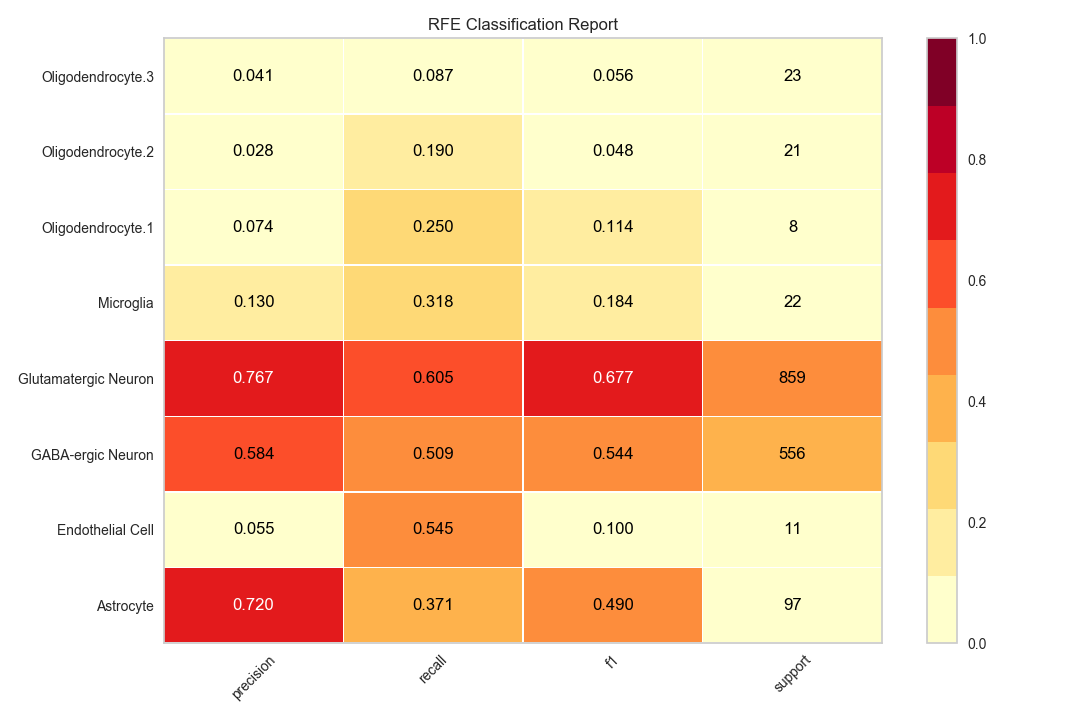 RFE Classification Report
Oligodendrocyte.3 0.041 0.087 0.056 23
Oligodendrocyte.2 0.028 0.190 0.048 21
Oligodendrocyte.1 0.074 0.250 0.114 8
Microglia 0.130 0.318 0.184 22
Glutamatergic Neuron 0.767 0.605 0.677 859
GABA-ergic Neuron 0.584 0.509 0.544 556
Endothelial Cell 0.055 0.545 0.100 11
Astrocyte 0.720 0.371 0.490 97
precision recall f1 support
1.0
0.8
0.6
0.4
0.2
0.0